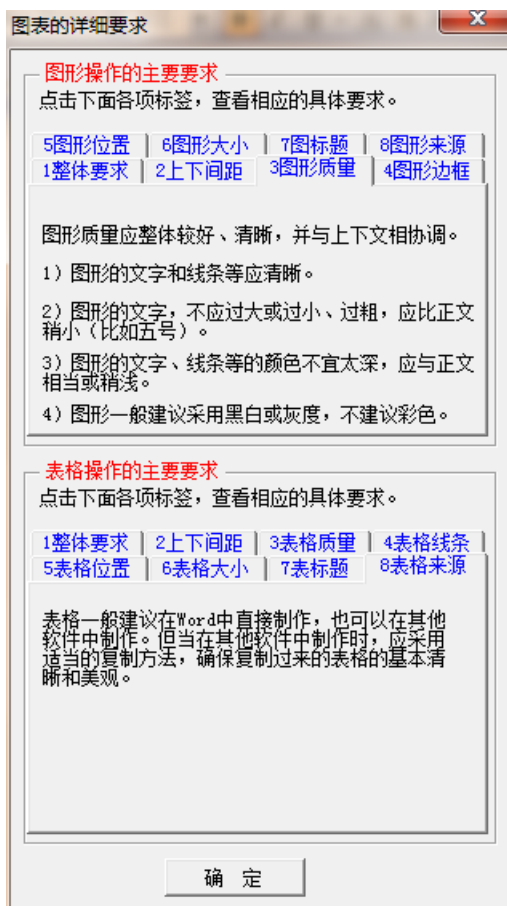 图表的详细要求
图形操作的主要要求
点击下面各项标签，查看相应的具体要求。
5图形位置 6图形大小 7图标题 8图形来源
1整体要求 2上下间距 3图形质量 4图形边框
图形质量应整体较好、清晰，并与上下文相协调。
1）图形的文字和线条等应清晰。
2）图形的文字，不应过大或过小、过粗，应比正文
稍小（比如五号）。
3）图形的文字、线条等的颜色不宜太深，应与正文
相当或稍浅。
4）图形一般建议采用黑白或灰度，不建议彩色。
表格操作的主要要求
点击下面各项标签，查看相应的具体要求。
1整体要求 2上下间距 3表格质量 4表格线条
5表格位置 6表格大小 7表标题 8表格来源
表格一般建议在Word中直接制作，也可以在其他
软件中制作。但当在其他软件中制作时，应采用
适当的复制方法，确保复制过来的表格的基本清
晰和美观。
确 定